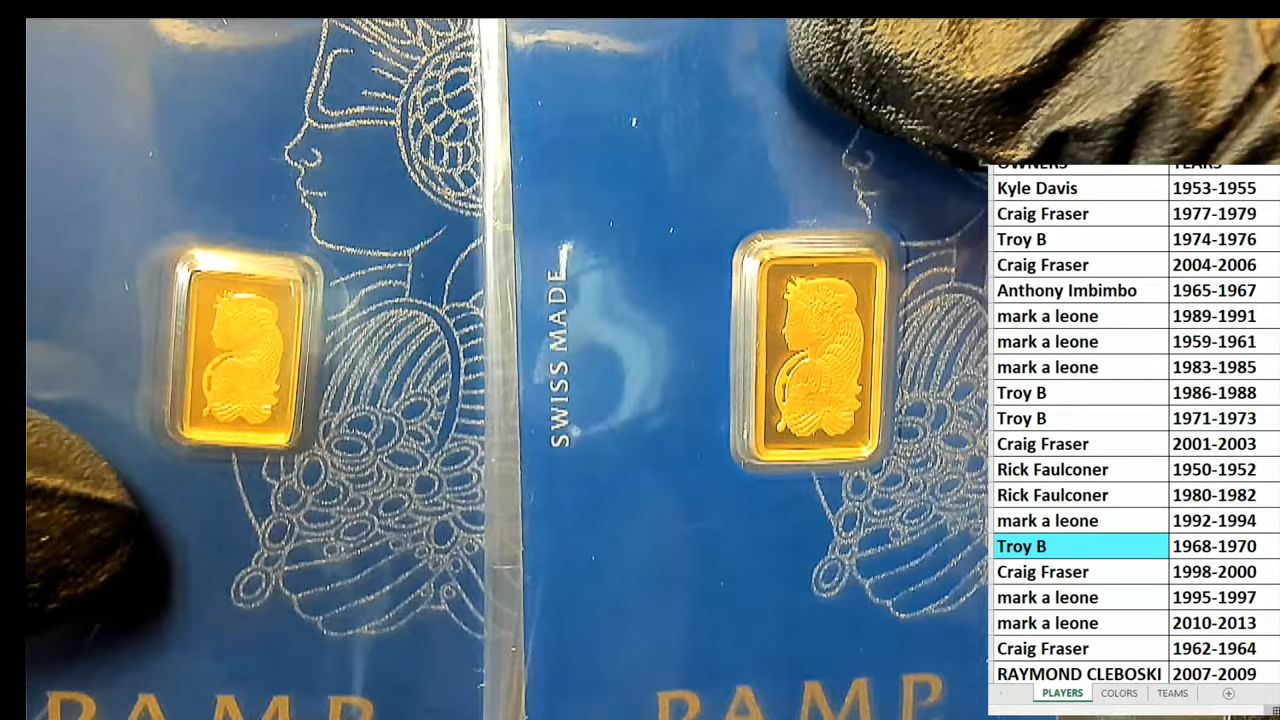 SWISS MADE
PAMP
PAMP
OWNERS YEARS
Kyle Davis 1953-1955
Craig Fraser 1977-1979
Troy B 1974-1976
Craig Fraser 2004-2006
Anthony Imbimbo 1965-1967
mark a leone 1989-1991
mark a leone 1959-1961
mark a leone 1983-1985
Troy B 1986-1988
Troy B 1971-1973
Craig Fraser 2001-2003
Rick Faulconer 1950-1952
Rick Faulconer 1980-1982
mark a leone 1992-1994
Troy B 1968-1970
Craig Fraser 1998-2000
mark a leone 1995-1997
mark a leone 2010-2013
Craig Fraser 1962-1964
RAYMOND CLEBOSKI 2007-2009
PLAYERS COLORS TEAMS